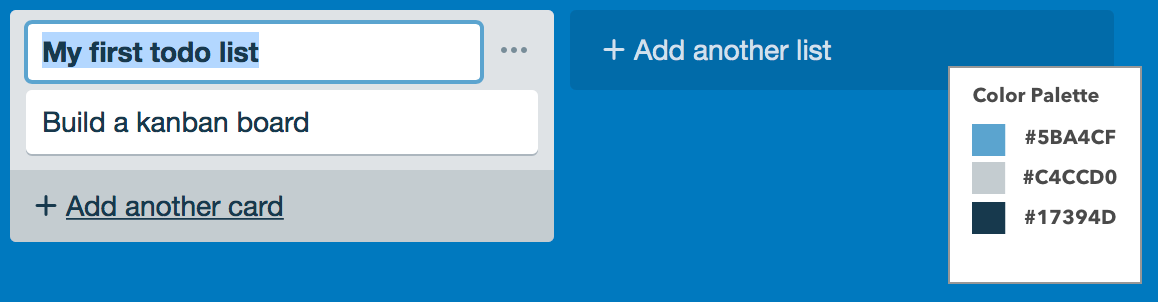 My first todo list
Build a kanban board
+ Add another card
+ Add another list
Color Palette
#5BA4CF
#C4CCD0
#17394D